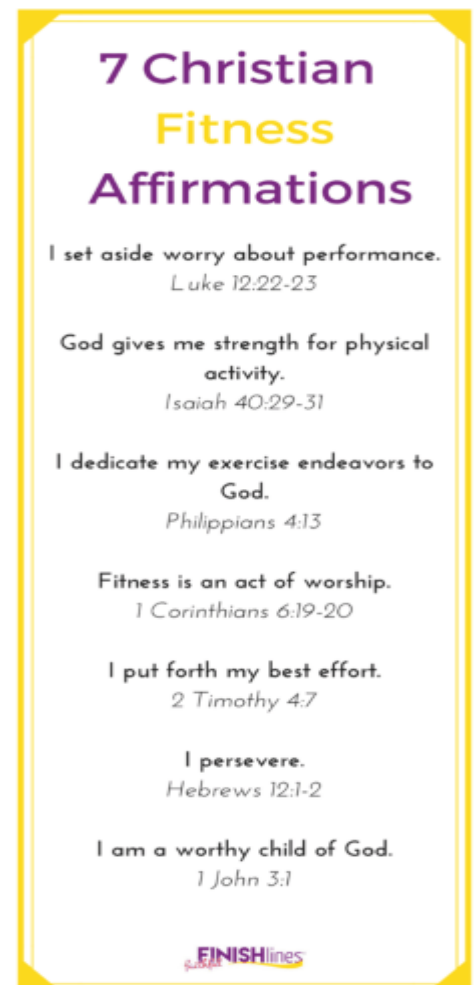 7 Christian
Fitness
Affirmations
I set aside worry about performance.
Luke 12:22-23
God gives me strength for physical
activity.
Isaiah 40:29-31
I dedicate my exercise endeavors to
God.
Philippians 4:13
Fitness is an act of worship.
1 Corinthians 6:19-20
I put forth my best effort.
2 Timothy 4:7
I persevere.
Hebrews 12:1-2
I am a worthy child of God.
1 John 3:1
faithful FINISHlines